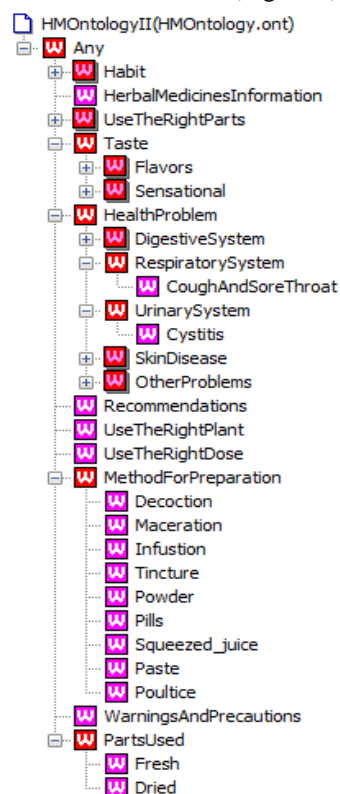 HMOntologyII(HMOntology.ont)
Any
Habit
HerbalMedicinesInformation
UseTheRightParts
Taste
Flavors
Sensational
HealthProblem
DigestiveSystem
RespiratorySystem
CoughAndSoreThroat
UrinarySystem
Cystitis
SkinDisease
OtherProblems
Recommendations
UseTheRightPlant
UseTheRightDose
MethodForPreparation
Decoction
Maceration
Infustion
Tincture
Powder
Pills
Squeezed_juice
Paste
Poultice
WarningsAndPrecautions
PartsUsed
Fresh
Dried